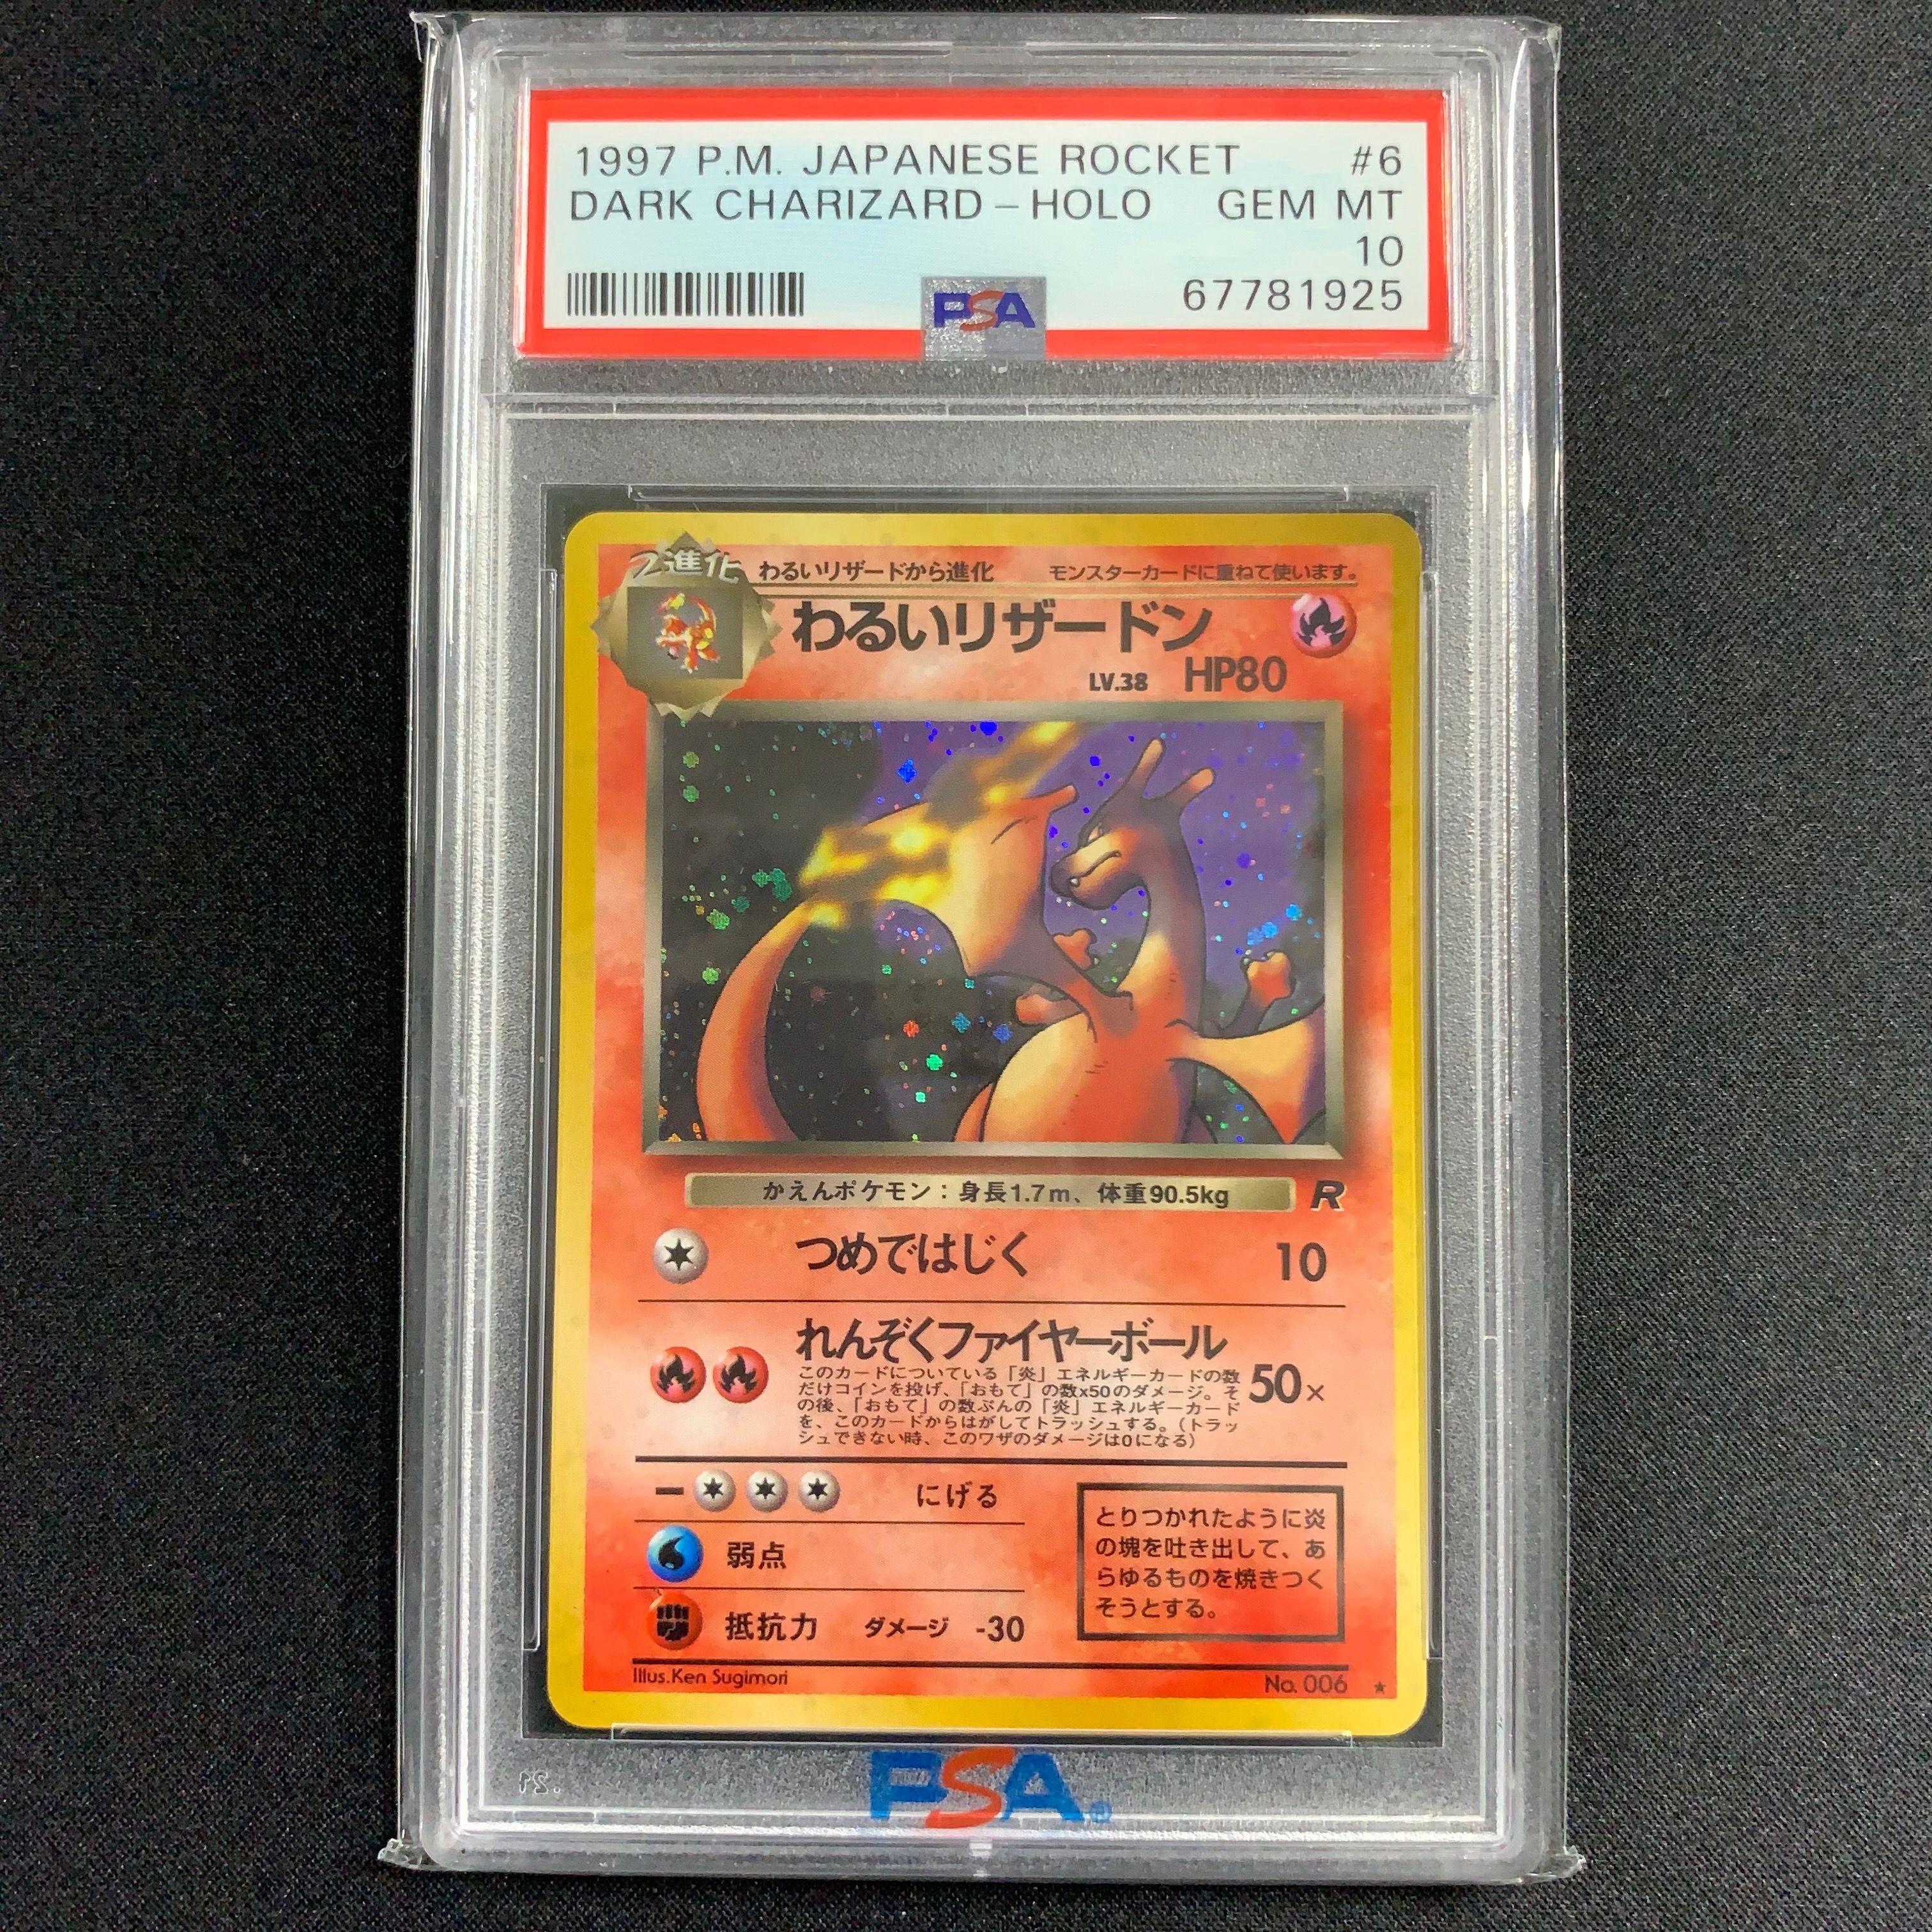 1997 P.M. JAPANESE ROCKET #6
DARK CHARIZARD-HOLO GEM MT
10
PSA 67781925
2進化 わるいリザードから進化 モンスターカードに重ねて使います。
わるいリザードン
LV.38 HP80
かえんポケモン:身長1.7m、体重90.5kg R
つめではじく 10
れんぞくファイヤーボール
このカードについている「炎」エネルギーカードの数
だけコインを投げ、「おもて」の数x50のダメージ。そ
の後、「おもて」の数ぶんの「炎」エネルギーカード
を、このカードからはがしてトラッシュする。(トラッ
シュできない時、このワザのダメージは0になる)
50×
ー にげる
弱点
抵抗力 ダメージ -30
とりつかれたように炎
の塊を吐き出して、あ
らゆるものを焼きつく
そうとする。
Illus.Ken Sugimori No. 006 ★
PSA®